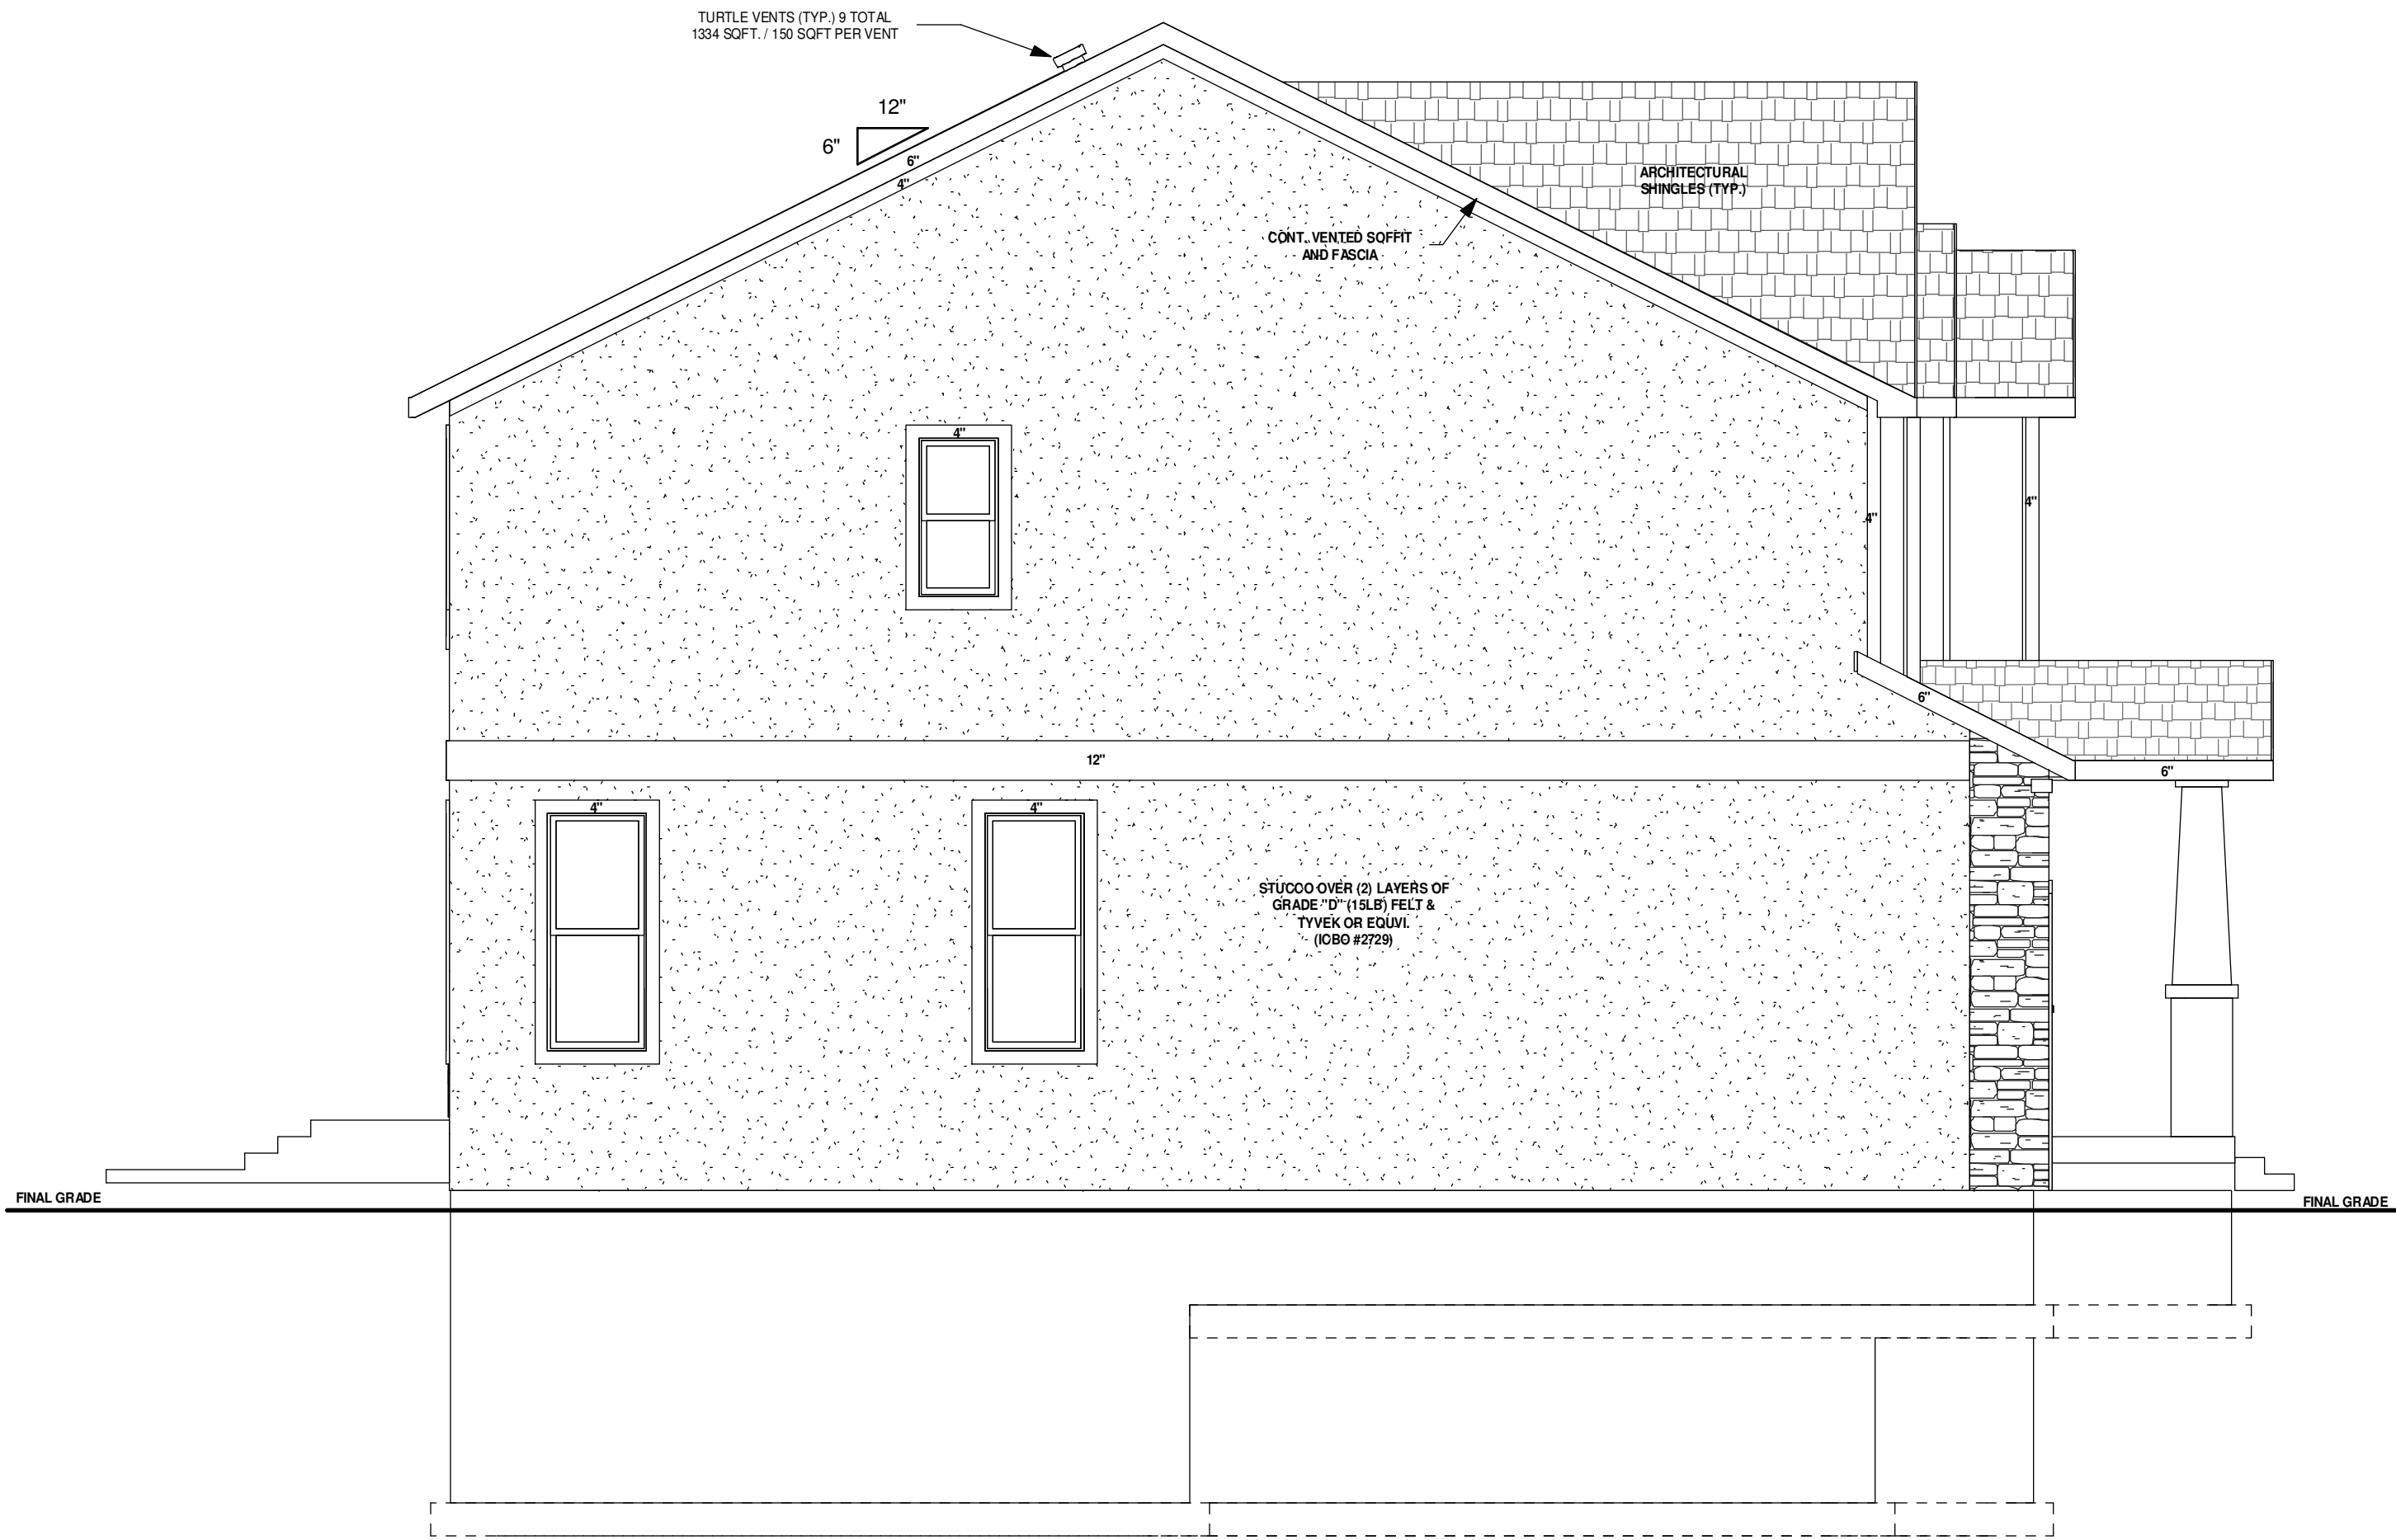 TURTLE VENTS (TYP.) 9 TOTAL
1334 SQFT. / 150 SQFT PER VENT
12"
6"
6"
4"
ARCHITECTURAL
SHINGLES (TYP.)
CONT. VENTED SOFFIT
AND FASCIA
4"
4"
4"
6"
12"
6"
4"
4"
STUCCO OVER (2) LAYERS OF
GRADE "D" (15LB) FELT &
TYVEK OR EQUVI.
(ICBO #2729)
FINAL GRADE
FINAL GRADE